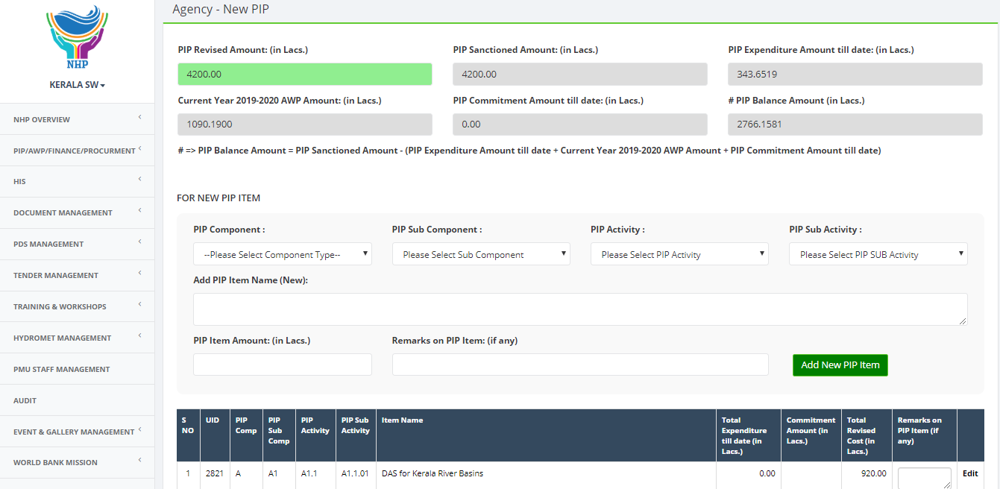 Agency - New PIP
NHP
KERALA SW
NHP OVERVIEW
PIP/AWP/FINANCE/PROCURMENT
HIS
DOCUMENT MANAGEMENT
PDS MANAGEMENT
TENDER MANAGEMENT
TRAINING & WORKSHOPS
HYDROMET MANAGEMENT
PMU STAFF MANAGEMENT
AUDIT
EVENT & GALLERY MANAGEMENT
WORLD BANK MISSION
PIP Revised Amount: (in Lacs.) PIP Sanctioned Amount: (in Lacs.) PIP Expenditure Amount till date: (in Lacs.)
4200.00 4200.00 343.6519
Current Year 2019-2020 AWP Amount: (in Lacs.) PIP Commitment Amount till date: (in Lacs.) # PIP Balance Amount (in Lacs.)
1090.1900 0.00 2766.1581
# => PIP Balance Amount = PIP Sanctioned Amount - (PIP Expenditure Amount till date + Current Year 2019-2020 AWP Amount + PIP Commitment Amount till date)
FOR NEW PIP ITEM
PIP Component : PIP Sub Component : PIP Activity : PIP Sub Activity :
--Please Select Component Type-- Please Select Sub Component Please Select PIP Activity Please Select PIP SUB Activity
Add PIP Item Name (New):
PIP Item Amount: (in Lacs.) Remarks on PIP Item: (if any)
Add New PIP Item
S UID PIP PIP PIP PIP Sub Item Name Total Commitment Total Remarks on
NO Comp Sub Activity Activity Expenditure Amount (in Revised PIP Item (if
Comp till date (in Lacs.) Cost (in any)
Lacs.) Lacs.)
1 2821 A A1 A1.1 A1.1.01 DAS for Kerala River Basins 0.00 920.00 Edit